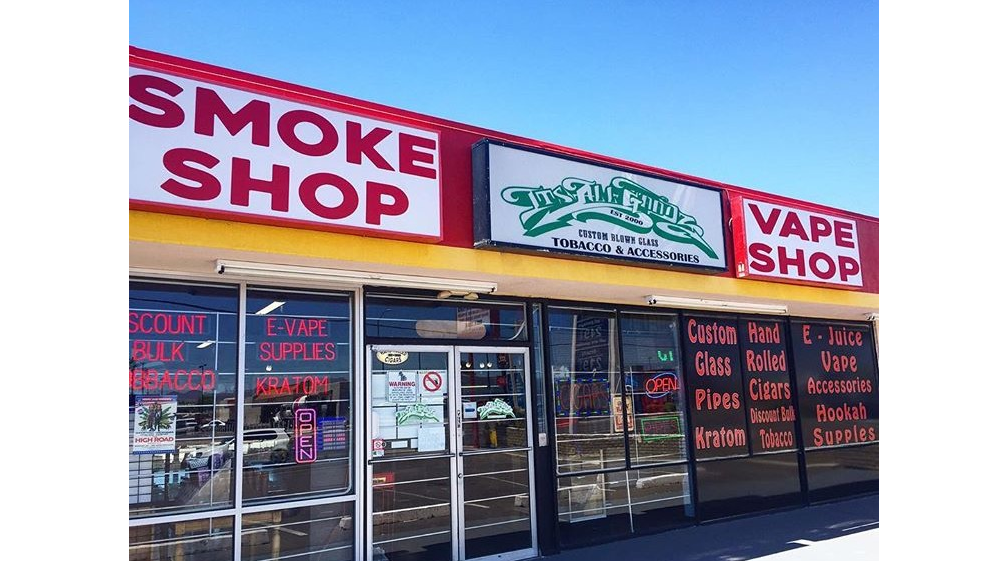 SMOKE
SHOP
IT'S ALL GOODZ
EST 2000
CUSTOM BLOWN GLASS
TOBACCO & ACCESSORIES
VAPE
SHOP
SCOUNT
BULK
OBBACCO
E-VAPE
SUPPLIES
KRATOM
OPEN
HIGH ROAD
CIGARS
WARNING
OPEN
Custom
Glass
Pipes
Kratom
Hand
Rolled
Cigars
Discount Bulk
Tobacco
E - Juice
Vape
Accessories
Hookah
Supplies